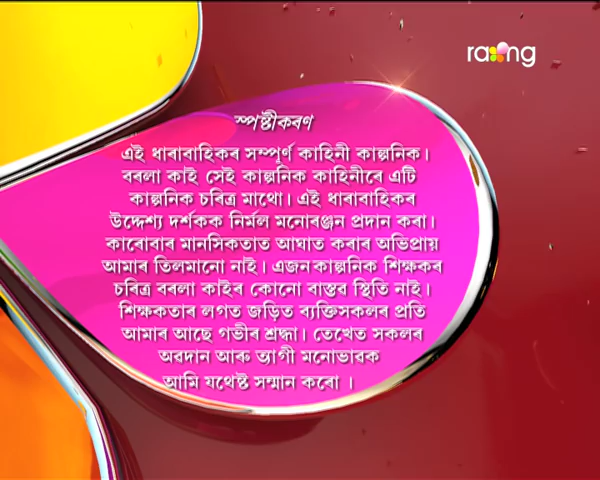 rang
স্পষ্টীকৰণ
এই ধাৰাবাহিকৰ সম্পূৰ্ণ কাহিনী কাল্পনিক।
বৰলা কাই সেই কাল্পনিক কাহিনীৰে এটি
কাল্পনিক চৰিত্ৰ মাথো। এই ধাৰাবাহিকৰ
উদ্দেশ্য দৰ্শকক নিৰ্মল মনোৰঞ্জন প্ৰদান কৰা।
কাৰোবাৰ মানসিকতাত আঘাত কৰাৰ অভিপ্ৰায়
আমাৰ তিলমানো নাই। এজন কাল্পনিক শিক্ষকৰ
চৰিত্ৰ বৰলা কাইৰ কোনো বাস্তৱ স্থিতি নাই।
শিক্ষকতাৰ লগত জড়িত ব্যক্তিসকলৰ প্ৰতি
আমাৰ আছে গভীৰ শ্ৰদ্ধা। তেখেত সকলৰ
অৱদান আৰু ত্যাগী মনোভাৱক
আমি যথেষ্ট সন্মান কৰো ।